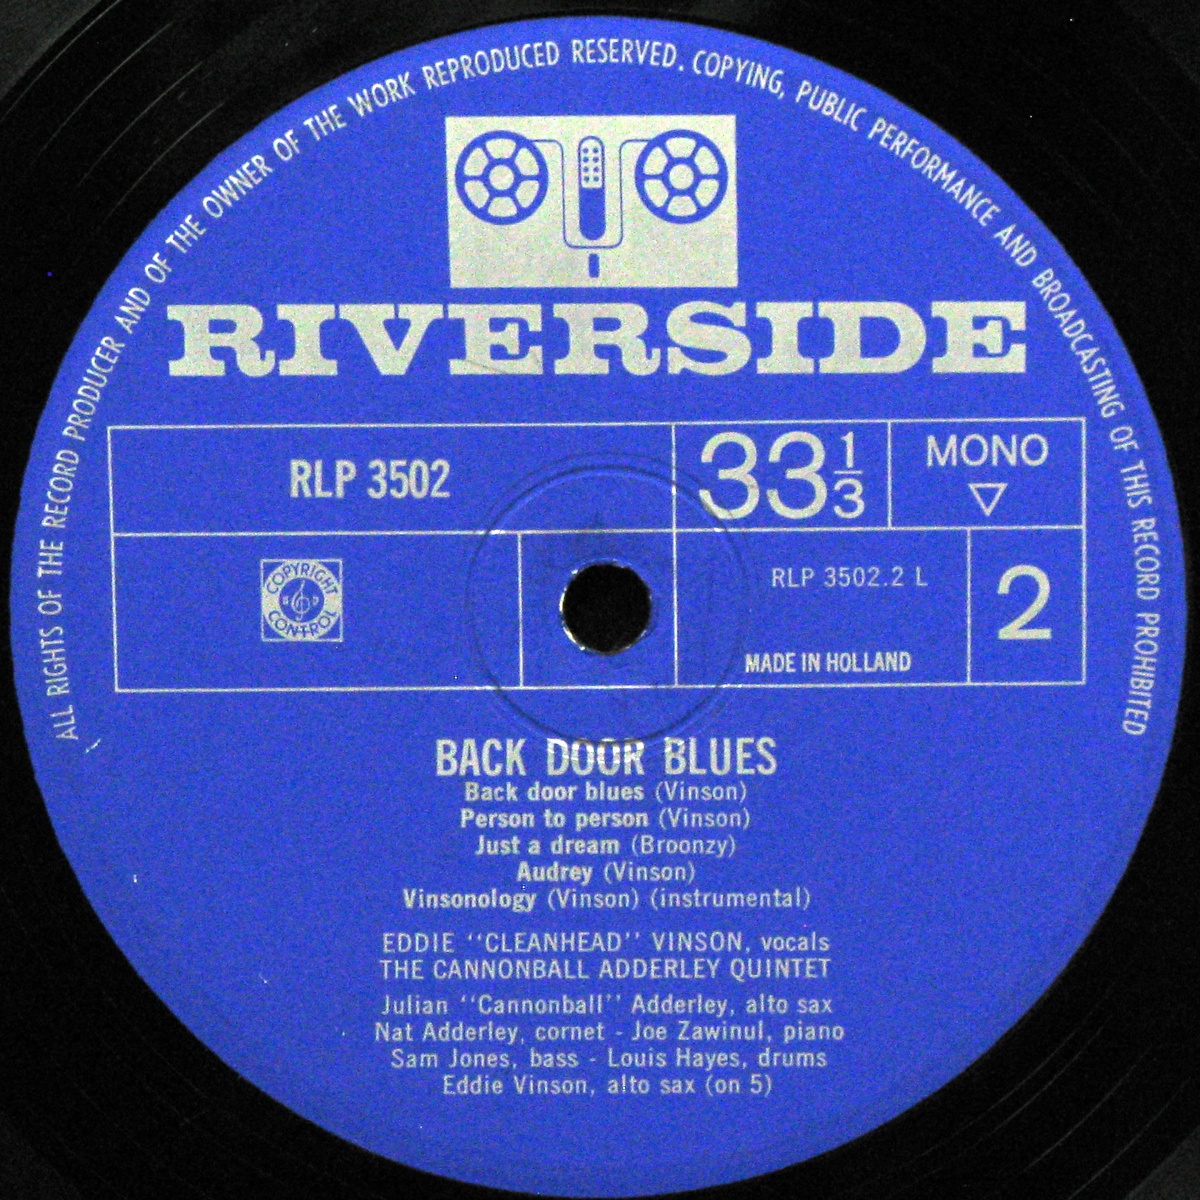 ALL RIGHTS OF THE RECORD PRODUCER AND OF THE OWNER OF THE WORK REPRODUCED RESERVED. COPYING, PUBLIC PERFORMANCE AND BROADCASTING OF THIS RECORD PROHIBITED
RIVERSIDE
RLP 3502
33 1/3
MONO
COPYRIGHT
CONTROL
RLP 3502.2 L
MADE IN HOLLAND
2
BACK DOOR BLUES
Back door blues (Vinson)
Person to person (Vinson)
Just a dream (Broonzy)
Audrey (Vinson)
Vinsonology (Vinson) (instrumental)
EDDIE ''CLEANHEAD'' VINSON, vocals
THE CANNONBALL ADDERLEY QUINTET
Julian ''Cannonball'' Adderley, alto sax
Nat Adderley, cornet - Joe Zawinul, piano
Sam Jones, bass - Louis Hayes, drums
Eddie Vinson, alto sax (on 5)